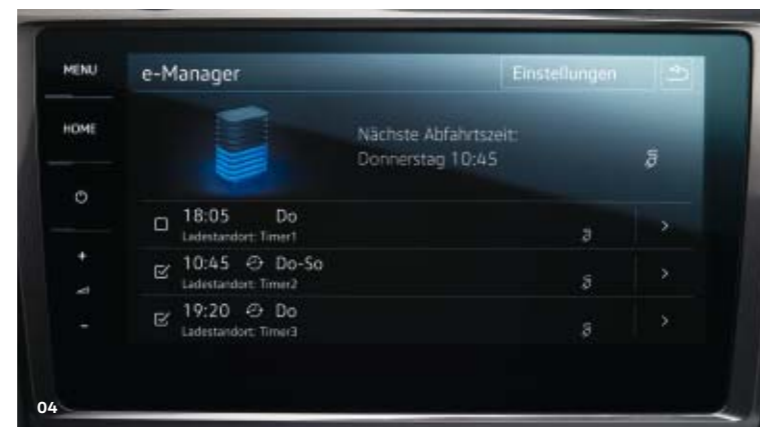 MENU
e-Manager
Einstellungen
HOME
Nächste Abfahrtszeit:
Donnerstag 10:45
18:05 Do
Ladestandort: Timer1
+
10:45 Do-So
Ladestandort: Timer2
-
19:20 Do
Ladestandort: Timer3
04